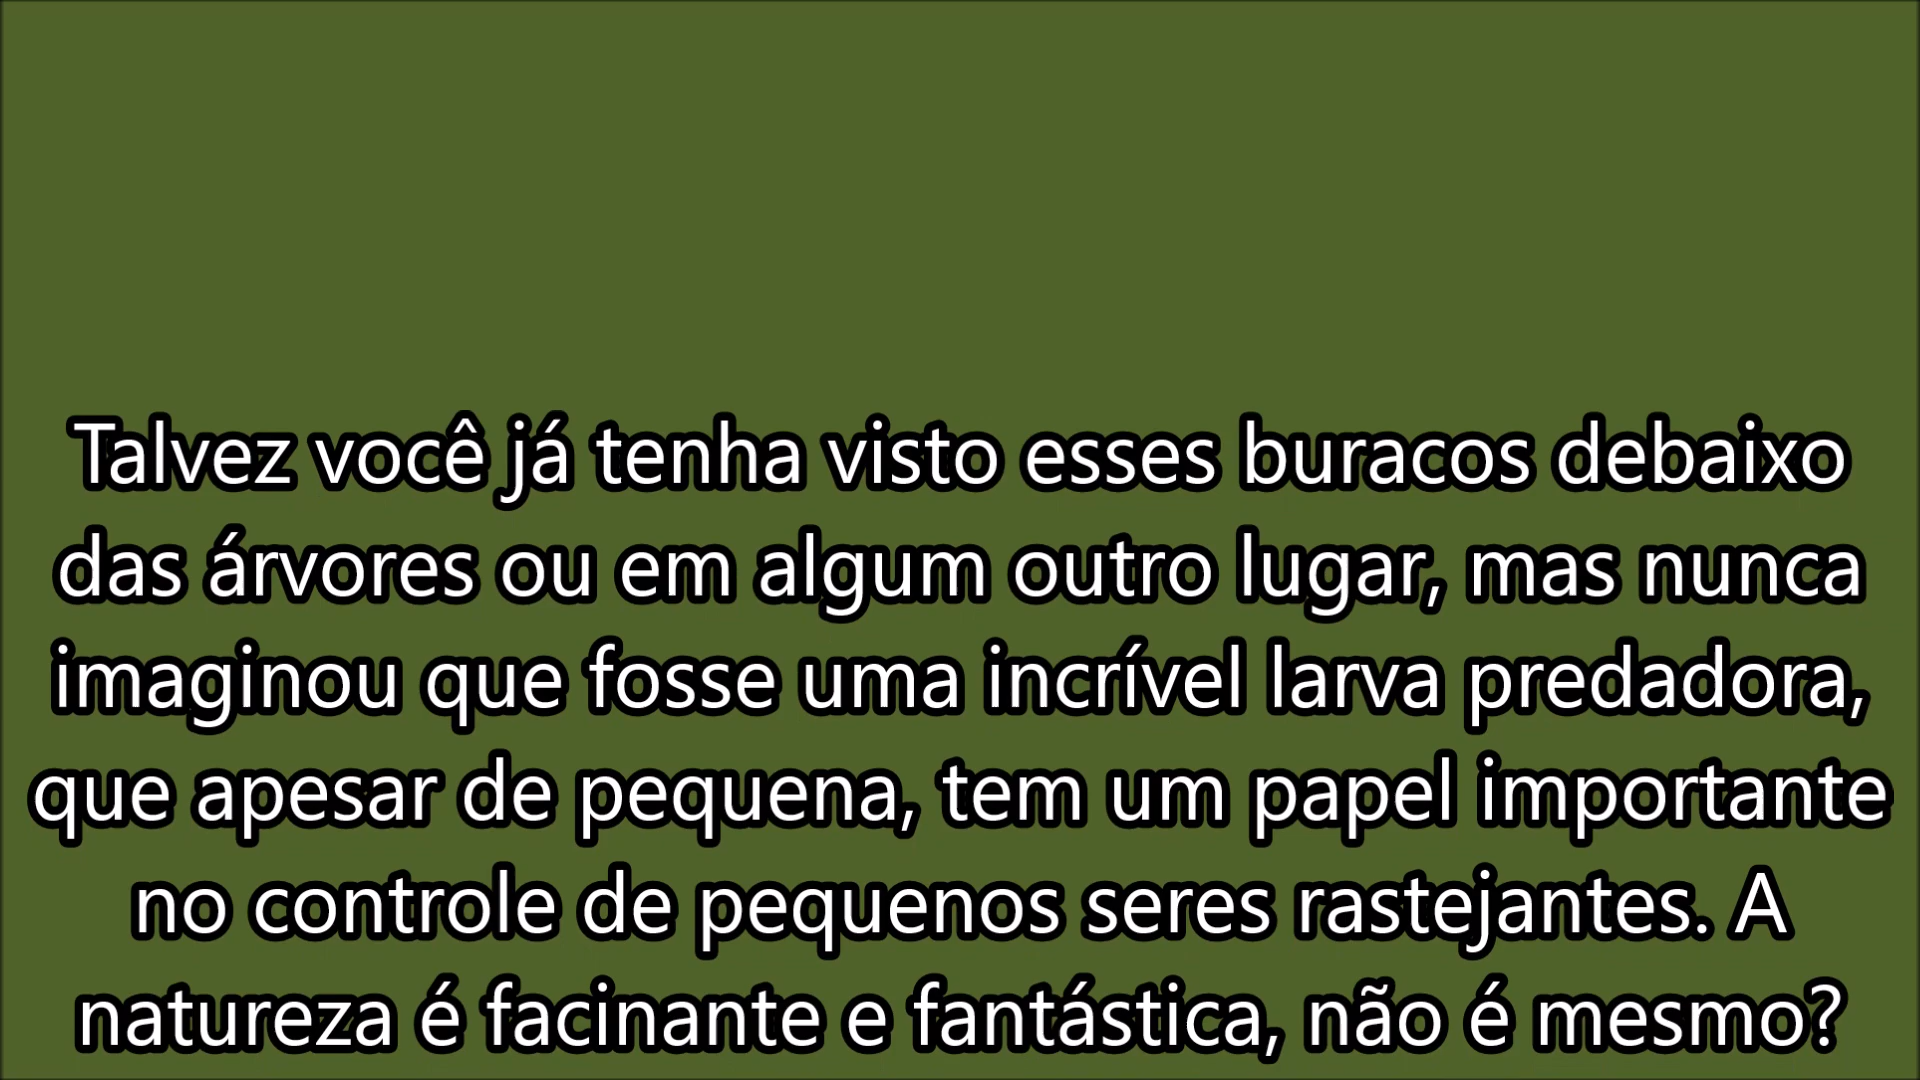 Talvez você já tenha visto esses buracos debaixo
das árvores ou em algum outro lugar, mas nunca
imaginou que fosse uma incrível larva predadora,
que apesar de pequena, tem um papel importante
no controle de pequenos seres rastejantes. A
natureza é facinante e fantástica, não é mesmo?